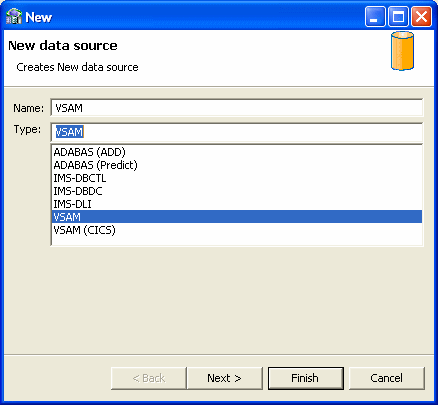 New
New data source
Creates New data source
Name: VSAM
Type: VSAM
ADABAS (ADD)
ADABAS (Predict)
IMS-DBCTL
IMS-DBDC
IMS-DLI
VSAM
VSAM (CICS)
< Back Next > Finish Cancel